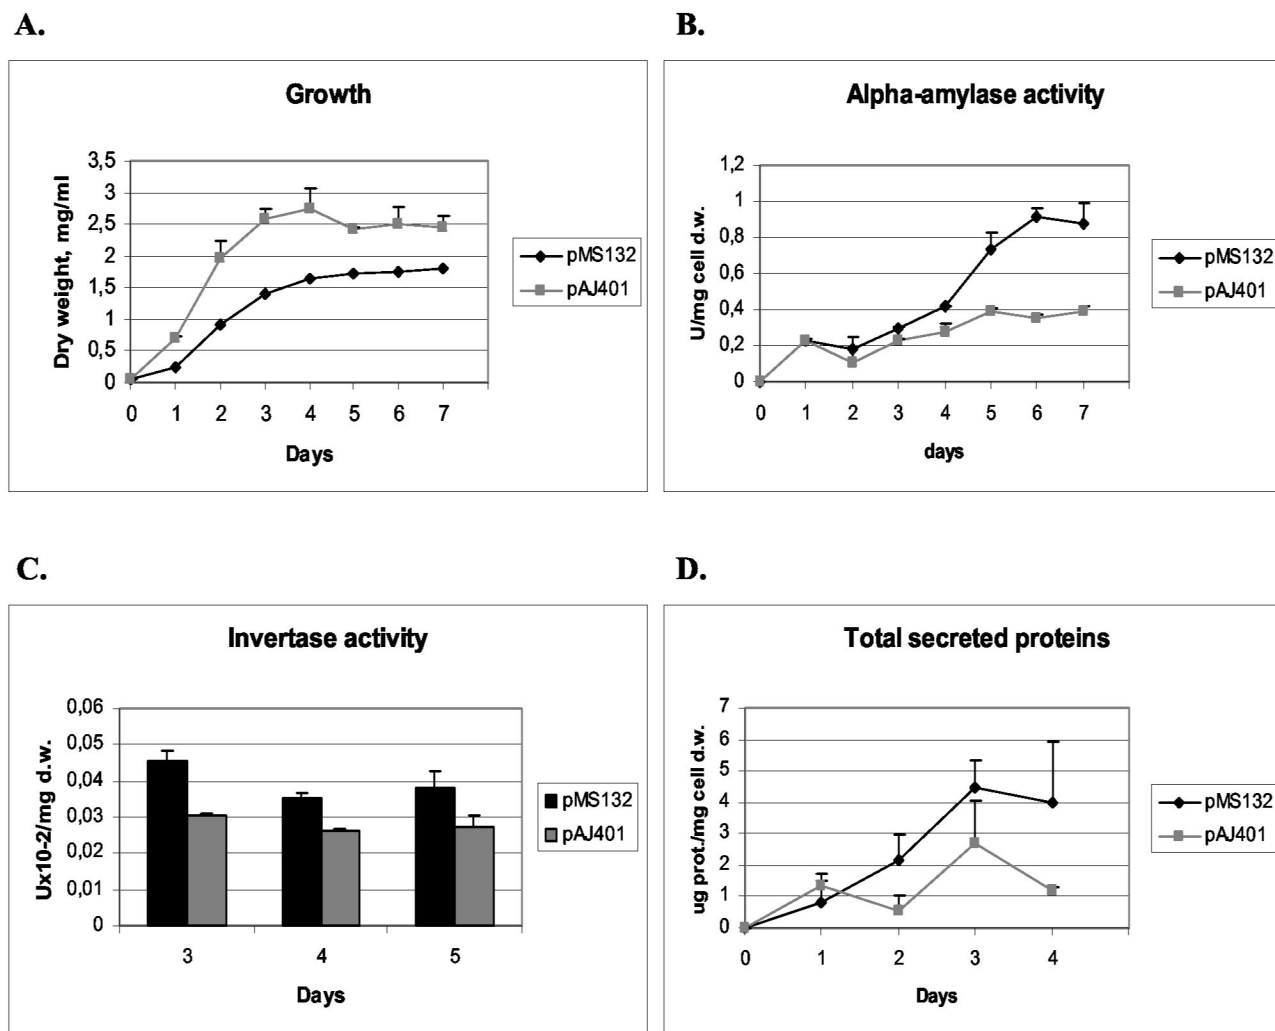 A.
Growth
Dry weight, mg/ml
3,5
3
2,5
2
1,5
1
0,5
0
0 1 2 3 4 5 6 7
Days
pMS132
pAJ401
B.
Alpha-amylase activity
U/mg cell d.w.
1,2
1
0,8
0,6
0,4
0,2
0
0 1 2 3 4 5 6 7
days
pMS132
pAJ401
C.
Invertase activity
Ux10-2/mg d.w.
0,06
0,05
0,04
0,03
0,02
0,01
0
3 4 5
Days
pMS132
pAJ401
D.
Total secreted proteins
ug prot./mg cell d.w.
7
6
5
4
3
2
1
0
0 1 2 3 4
Days
pMS132
pAJ401